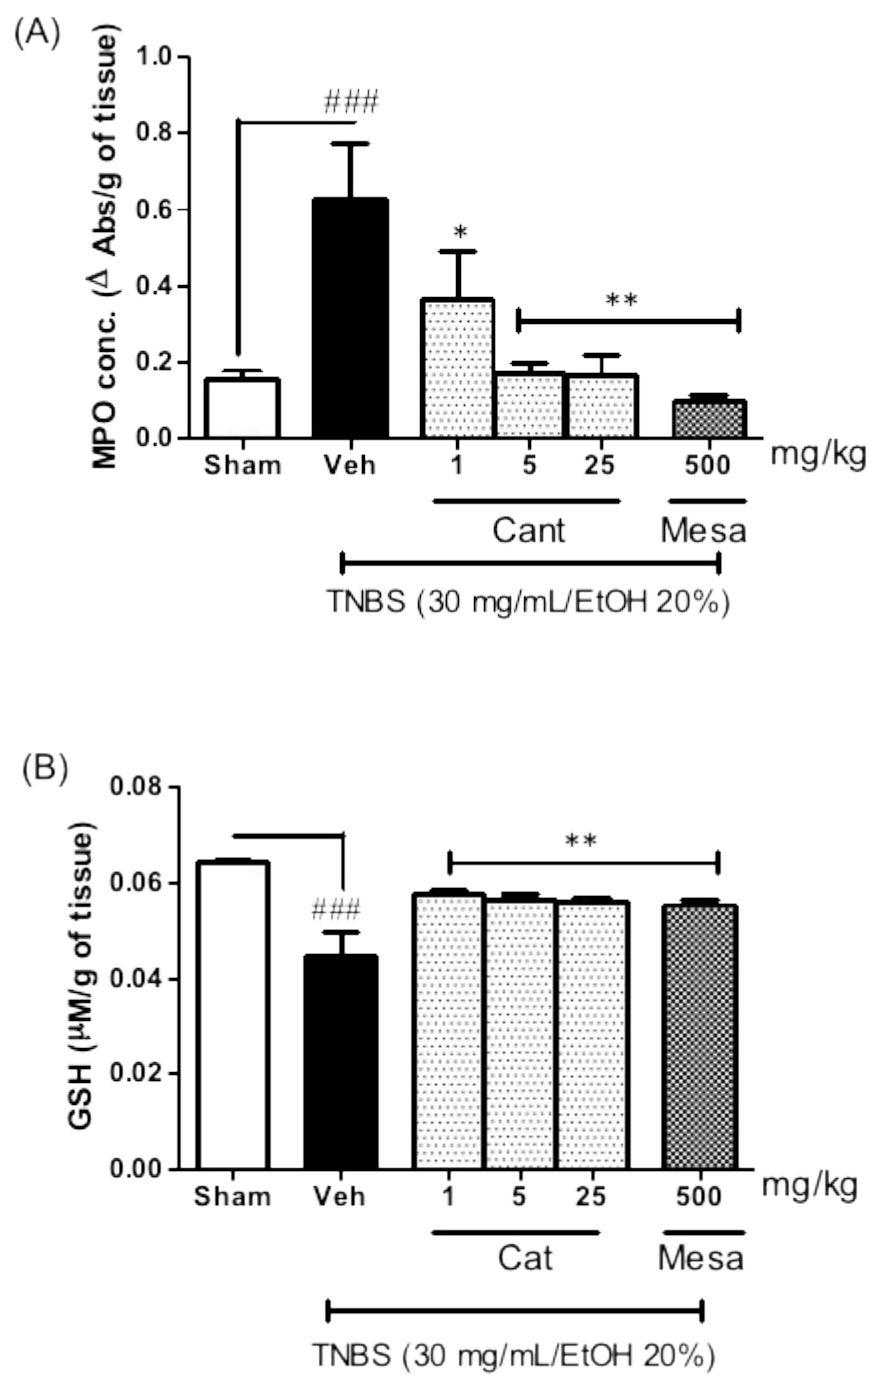 (A)
MPO conc. (Δ Abs/g of tissue)
1.0
0.8
0.6
0.4
0.2
0.0
###
*
**
Sham Veh 1 5 25 500 mg/kg
Cant Mesa
TNBS (30 mg/mL/EtOH 20%)
(B)
GSH (μM/g of tissue)
0.08
0.06
0.04
0.02
0.00
**
###
Sham Veh 1 5 25 500 mg/kg
Cat Mesa
TNBS (30 mg/mL/EtOH 20%)